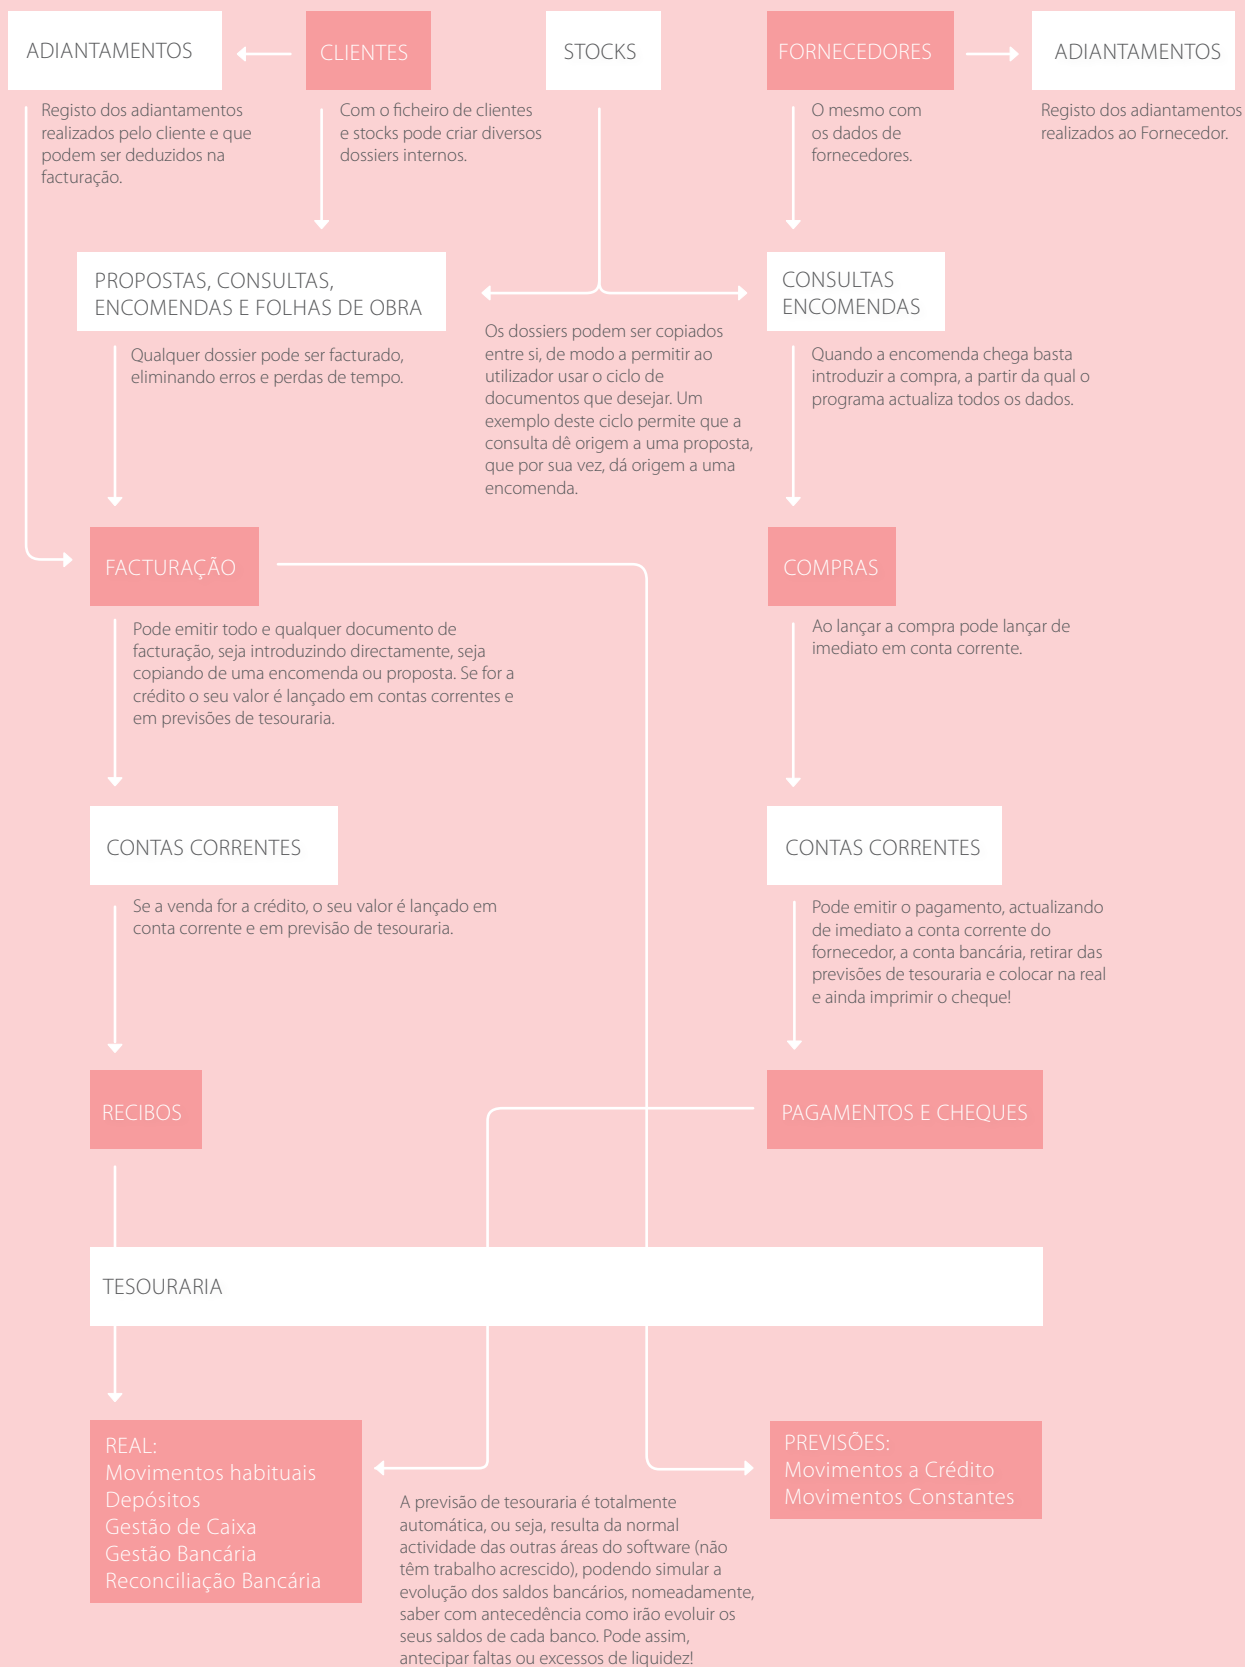 ADIANTAMENTOS
CLIENTES
STOCKS
FORNECEDORES
ADIANTAMENTOS
Registo dos adiantamentos
realizados pelo cliente e que
podem ser deduzidos na
facturação.
Com o ficheiro de clientes
e stocks pode criar diversos
dossiers internos.
O mesmo com
os dados de
fornecedores.
Registo dos adiantamentos
realizados ao Fornecedor.
PROPOSTAS, CONSULTAS,
ENCOMENDAS E FOLHAS DE OBRA
CONSULTAS
ENCOMENDAS
Qualquer dossier pode ser facturado,
eliminando erros e perdas de tempo.
Os dossiers podem ser copiados
entre si, de modo a permitir ao
utilizador usar o ciclo de
documentos que desejar. Um
exemplo deste ciclo permite que a
consulta dê origem a uma proposta,
que por sua vez, dá origem a uma
encomenda.
Quando a encomenda chega basta
introduzir a compra, a partir da qual o
programa actualiza todos os dados.
FACTURAÇÃO
COMPRAS
Pode emitir todo e qualquer documento de
facturação, seja introduzindo directamente, seja
copiando de uma encomenda ou proposta. Se for a
crédito o seu valor é lançado em contas correntes e
em previsões de tesouraria.
Ao lançar a compra pode lançar de
imediato em conta corrente.
CONTAS CORRENTES
CONTAS CORRENTES
Se a venda for a crédito, o seu valor é lançado em
conta corrente e em previsão de tesouraria.
Pode emitir o pagamento, actualizando
de imediato a conta corrente do
fornecedor, a conta bancária, retirar das
previsões de tesouraria e colocar na real
e ainda imprimir o cheque!
RECIBOS
PAGAMENTOS E CHEQUES
TESOURARIA
REAL:
Movimentos habituais
Depósitos
Gestão de Caixa
Gestão Bancária
Reconciliação Bancária
PREVISÕES:
Movimentos a Crédito
Movimentos Constantes
A previsão de tesouraria é totalmente
automática, ou seja, resulta da normal
actividade das outras áreas do software (não
têm trabalho acrescido), podendo simular a
evolução dos saldos bancários, nomeadamente,
saber com antecedência como irão evoluir os
seus saldos de cada banco. Pode assim,
antecipar faltas ou excessos de liquidez!